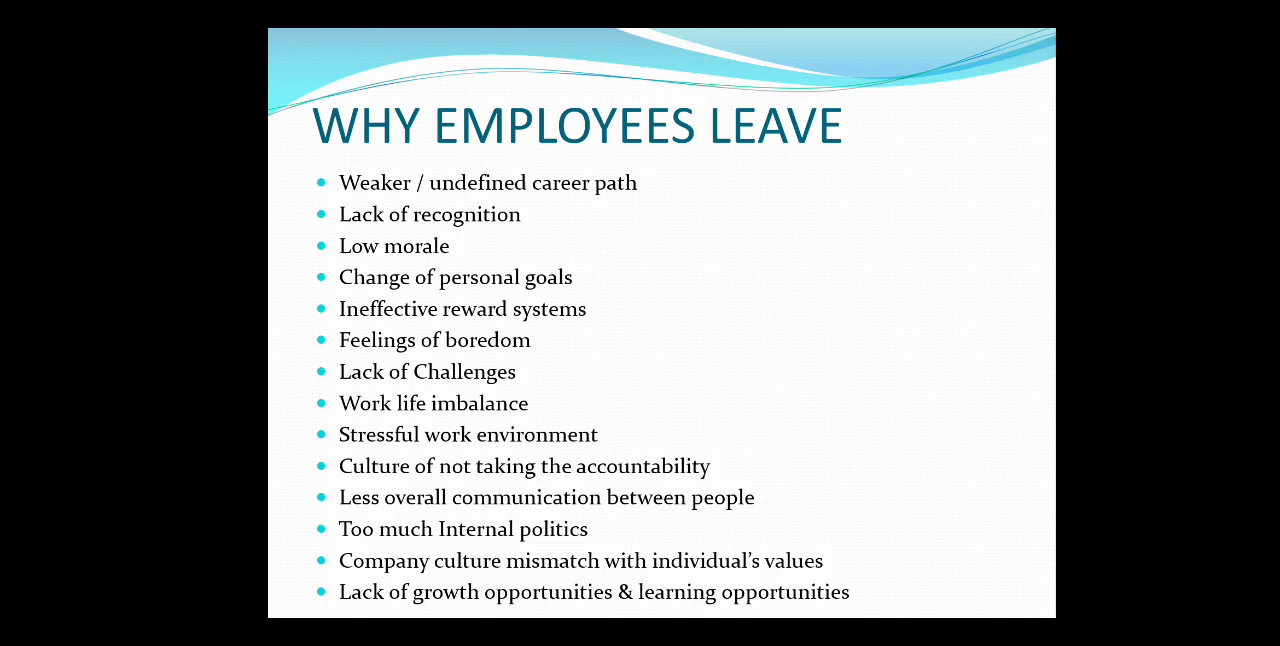 WHY EMPLOYEES LEAVE
Weaker / undefined career path
Lack of recognition
Low morale
Change of personal goals
Ineffective reward systems
Feelings of boredom
Lack of Challenges
Work life imbalance
Stressful work environment
Culture of not taking the accountability
Less overall communication between people
Too much Internal politics
Company culture mismatch with individual’s values
Lack of growth opportunities & learning opportunities